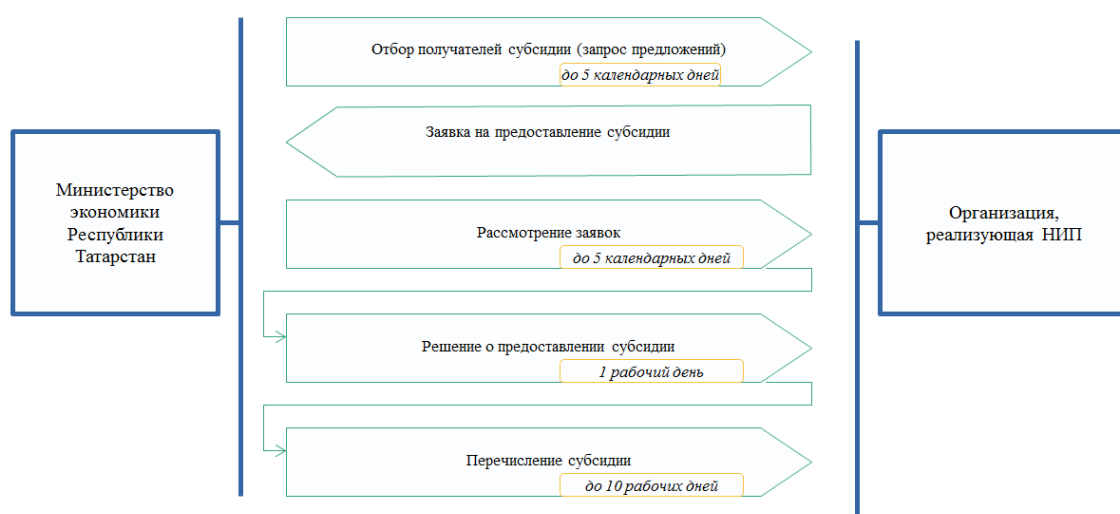 Отбор получателей субсидии (запрос предложений)
до 5 календарных дней
Заявка на предоставление субсидии
Министерство
экономики
Республики
Татарстан
Организация,
реализующая НИП
Рассмотрение заявок
до 5 календарных дней
Решение о предоставлении субсидии
1 рабочий день
Перечисление субсидии
до 10 рабочих дней